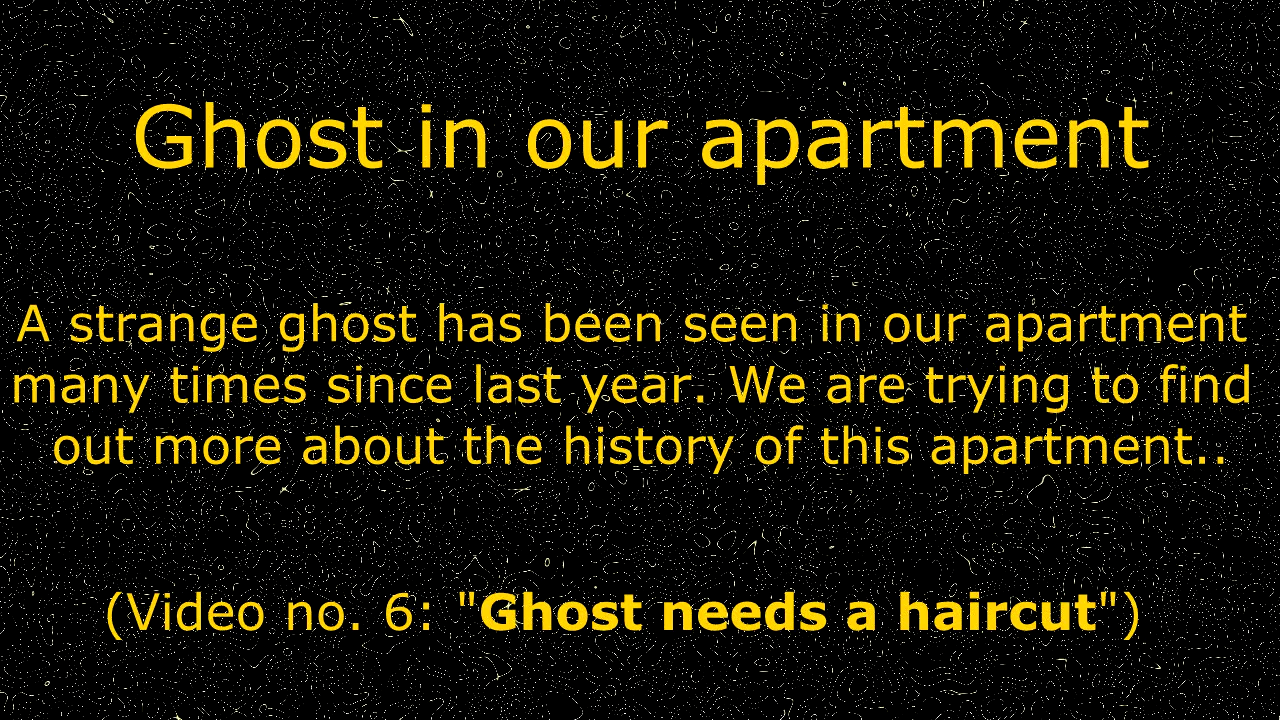 Ghost in our apartment
A strange ghost has been seen in our apartment
many times since last year. We are trying to find
out more about the history of this apartment..
(Video no. 6: "Ghost needs a haircut")